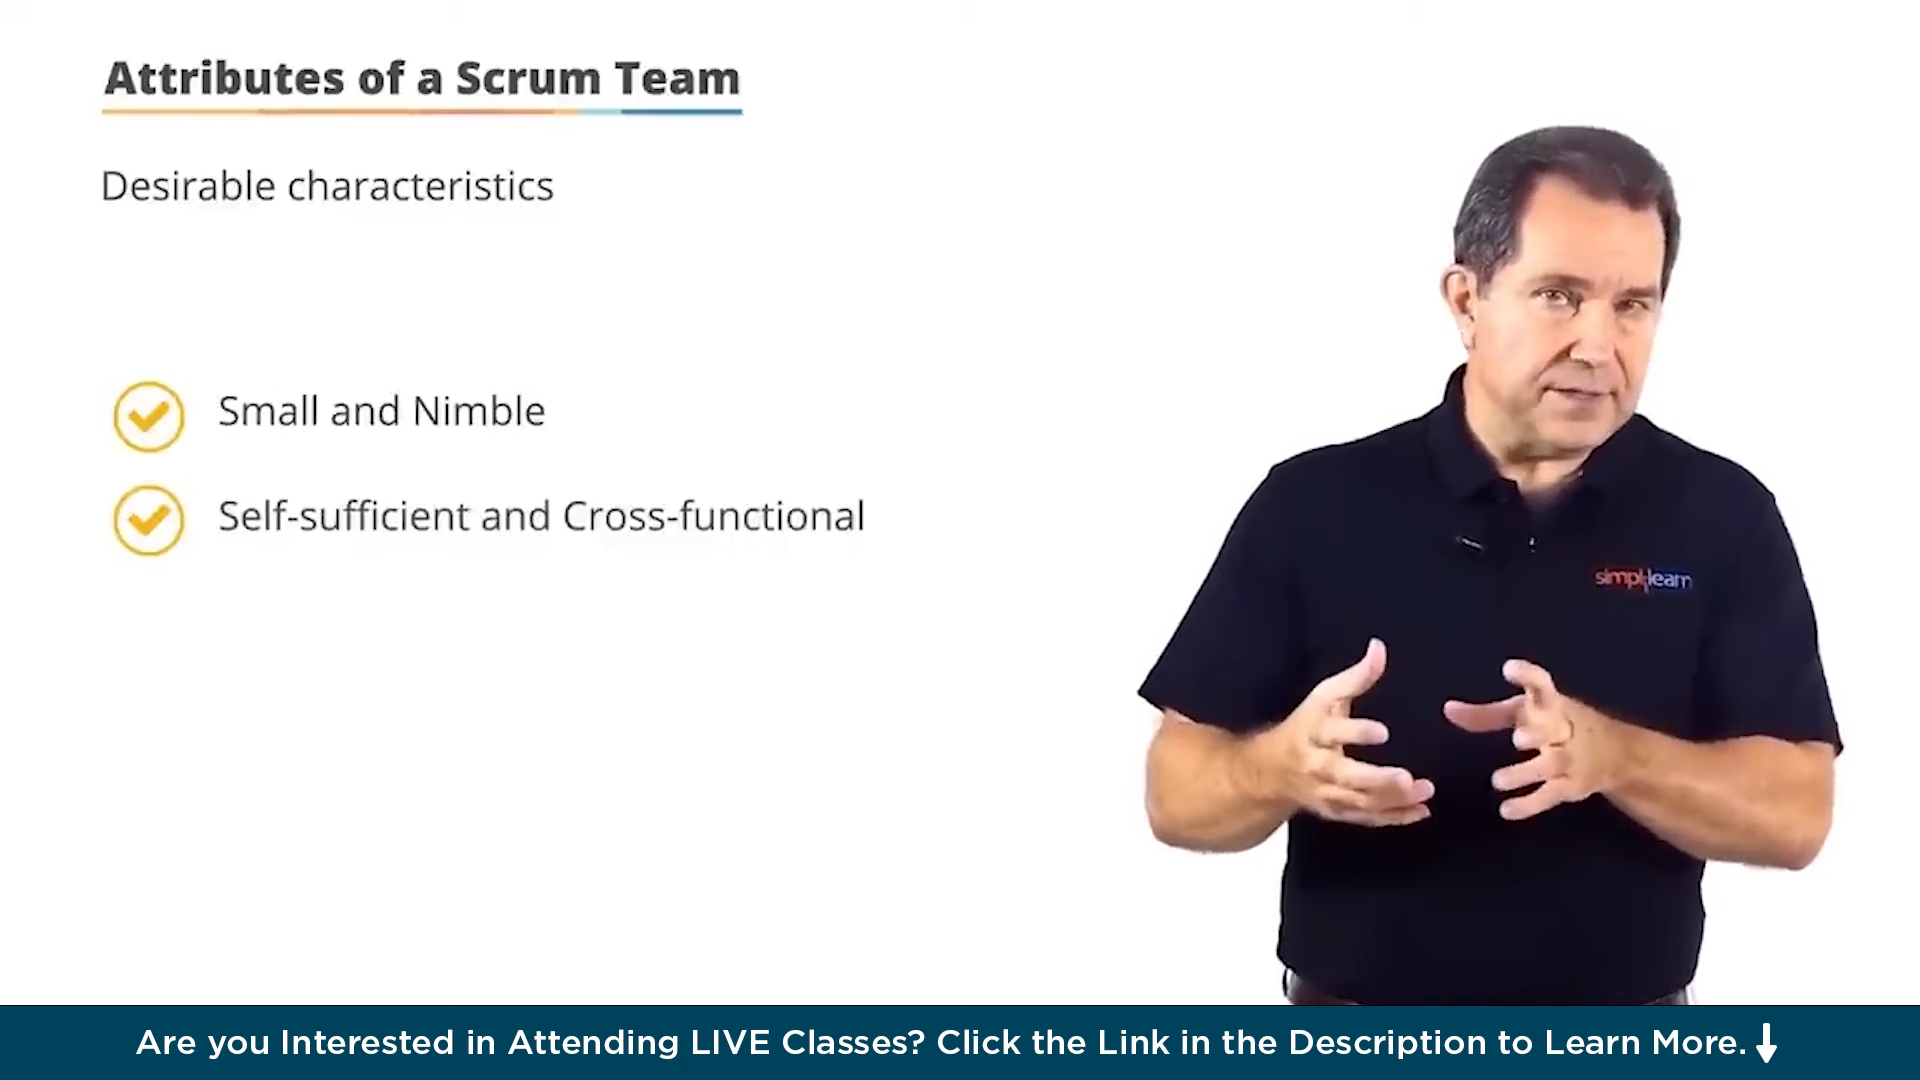 Attributes of a Scrum Team
Desirable characteristics
Small and Nimble
Self-sufficient and Cross-functional
simplilearn
Are you Interested in Attending LIVE Classes? Click the Link in the Description to Learn More.